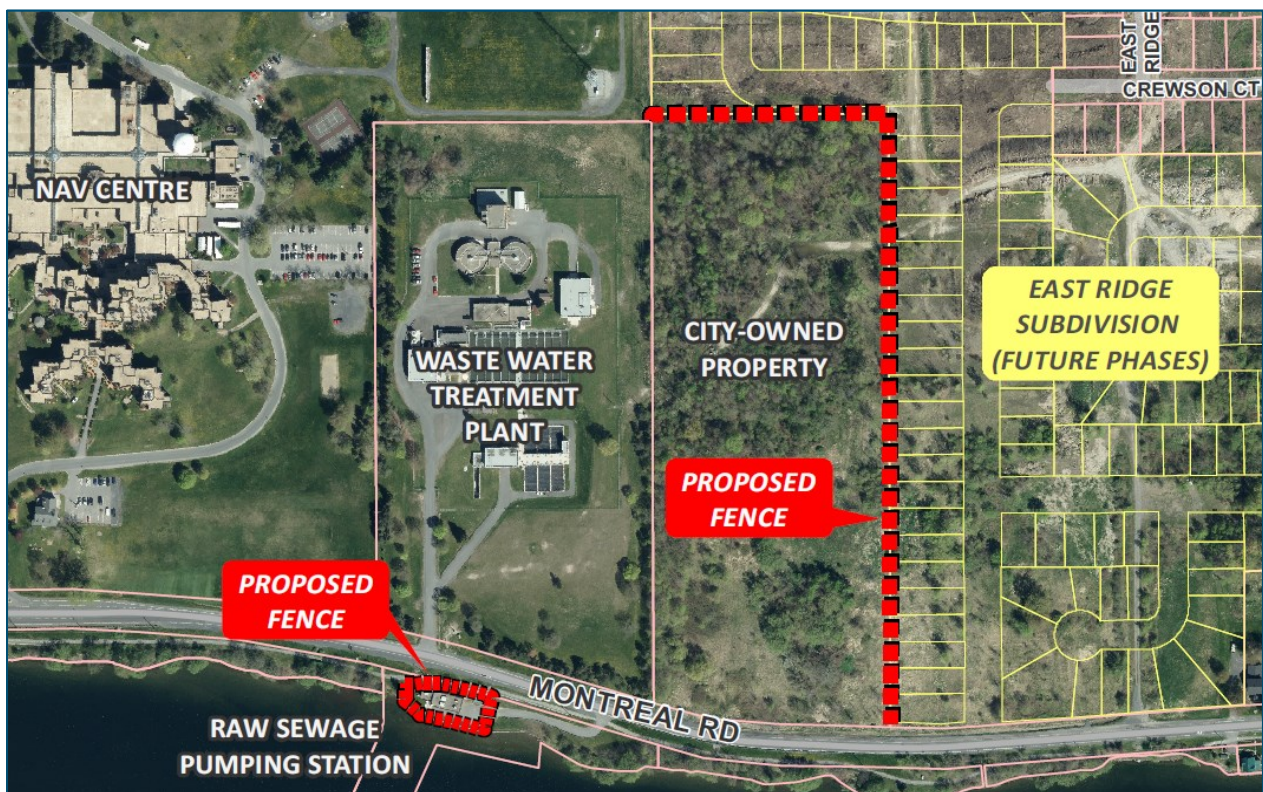 EAST
RIDGE
CREWSON CT
NAV CENTRE
WASTE WATER
TREATMENT
PLANT
CITY-OWNED
PROPERTY
EAST RIDGE
SUBDIVISION
(FUTURE PHASES)
PROPOSED
FENCE
PROPOSED
FENCE
MONTREAL RD
RAW SEWAGE
PUMPING STATION